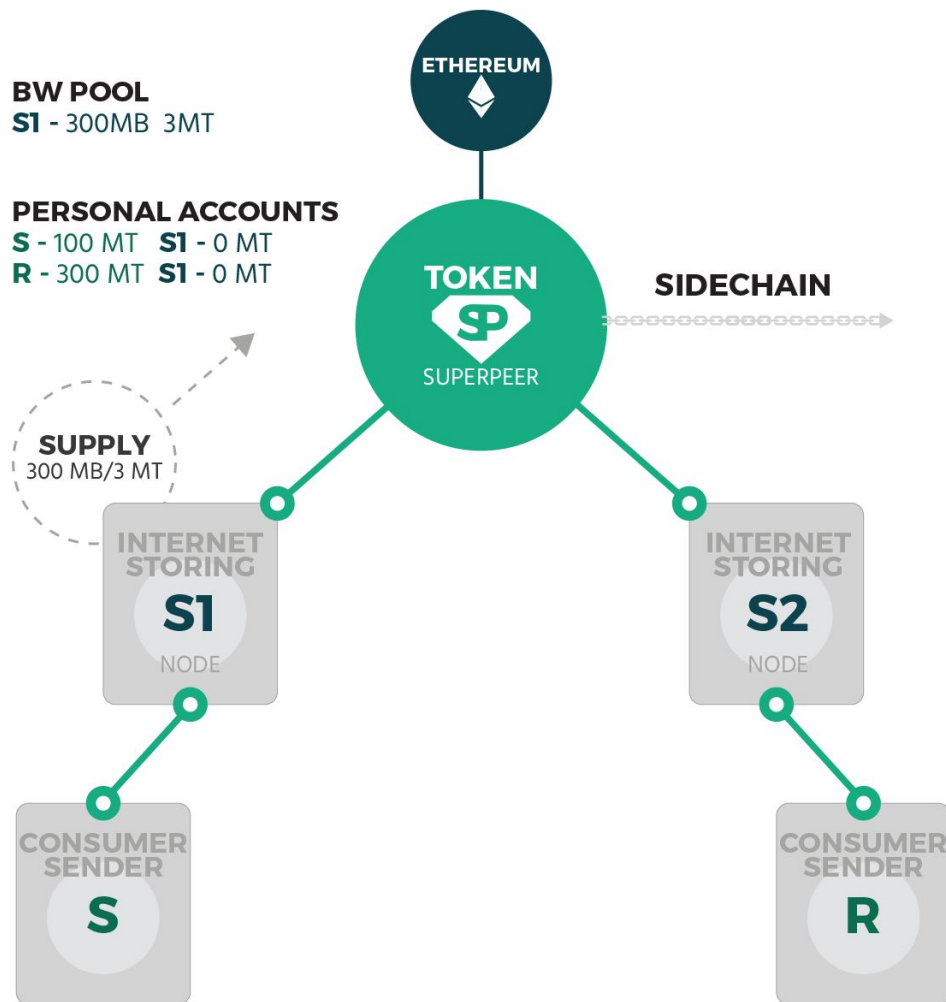 ETHEREUM
BW POOL
S1 - 300MB 3MT
PERSONAL ACCOUNTS
S - 100 MT S1 - 0 MT
R - 300 MT S1 - 0 MT
TOKEN
SP
SUPERPEER
SIDECHAIN
SUPPLY
300 MB/3 MT
INTERNET
STORING
S1
NODE
INTERNET
STORING
S2
NODE
CONSUMER
SENDER
S
CONSUMER
SENDER
R